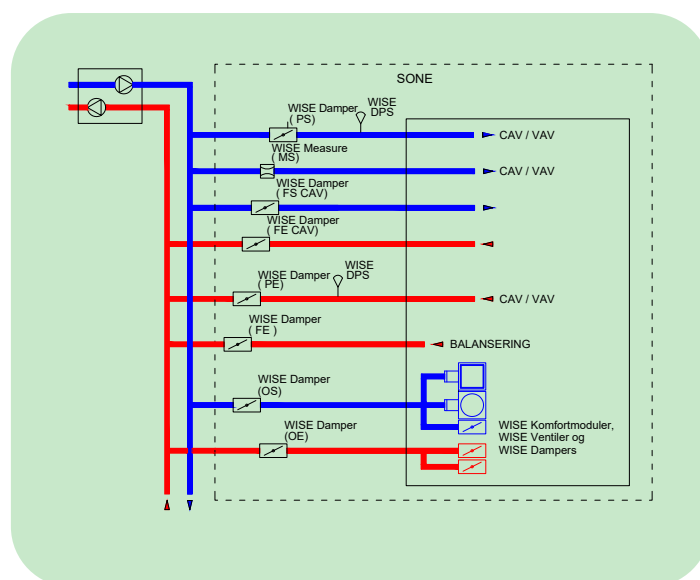 SONE
WISE Damper
( PS)
WISE
DPS
CAV / VAV
WISE Measure
( MS)
CAV / VAV
WISE Damper
( FS CAV)
WISE Damper
( FE CAV)
WISE Damper
( PE)
WISE
DPS
CAV / VAV
WISE Damper
( FE )
BALANSERING
WISE Damper
(OS)
WISE Komfortmoduler,
WISE Ventiler og
WISE Dampers
WISE Damper
(OE)